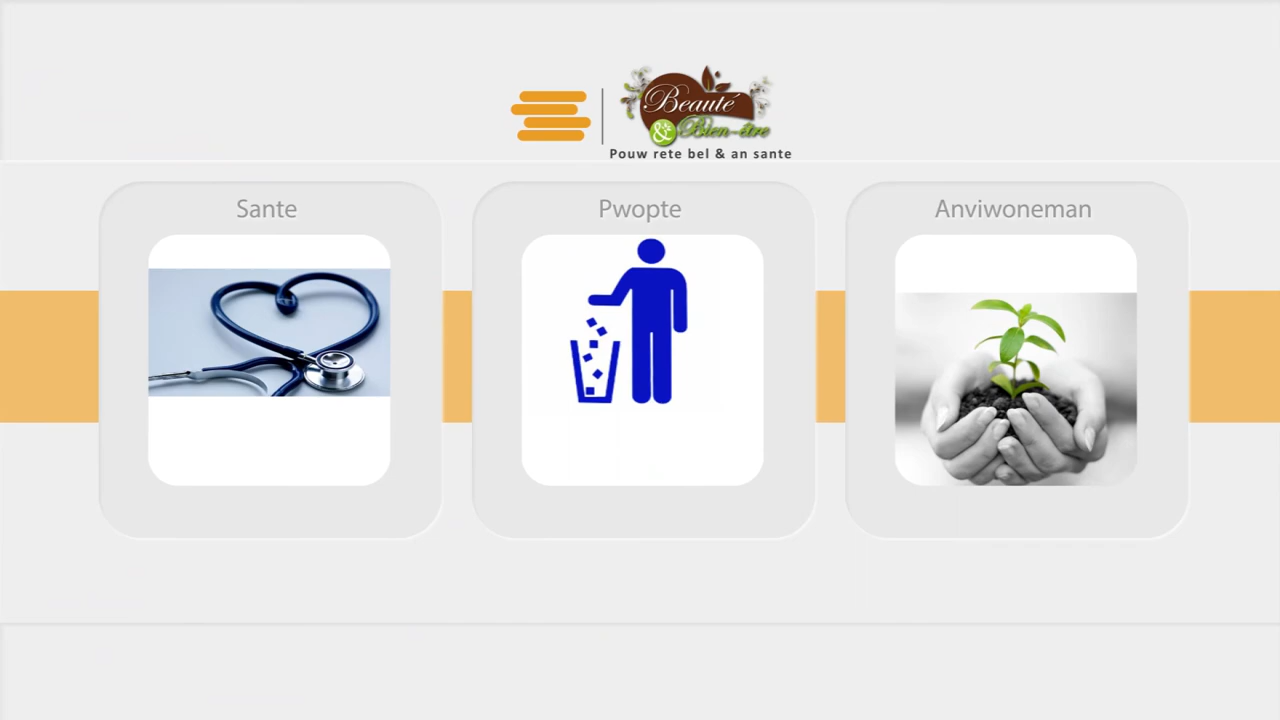 Beauté
& Bien-être
Pouw rete bel & an sante
Sante
Pwopte
Anviwoneman